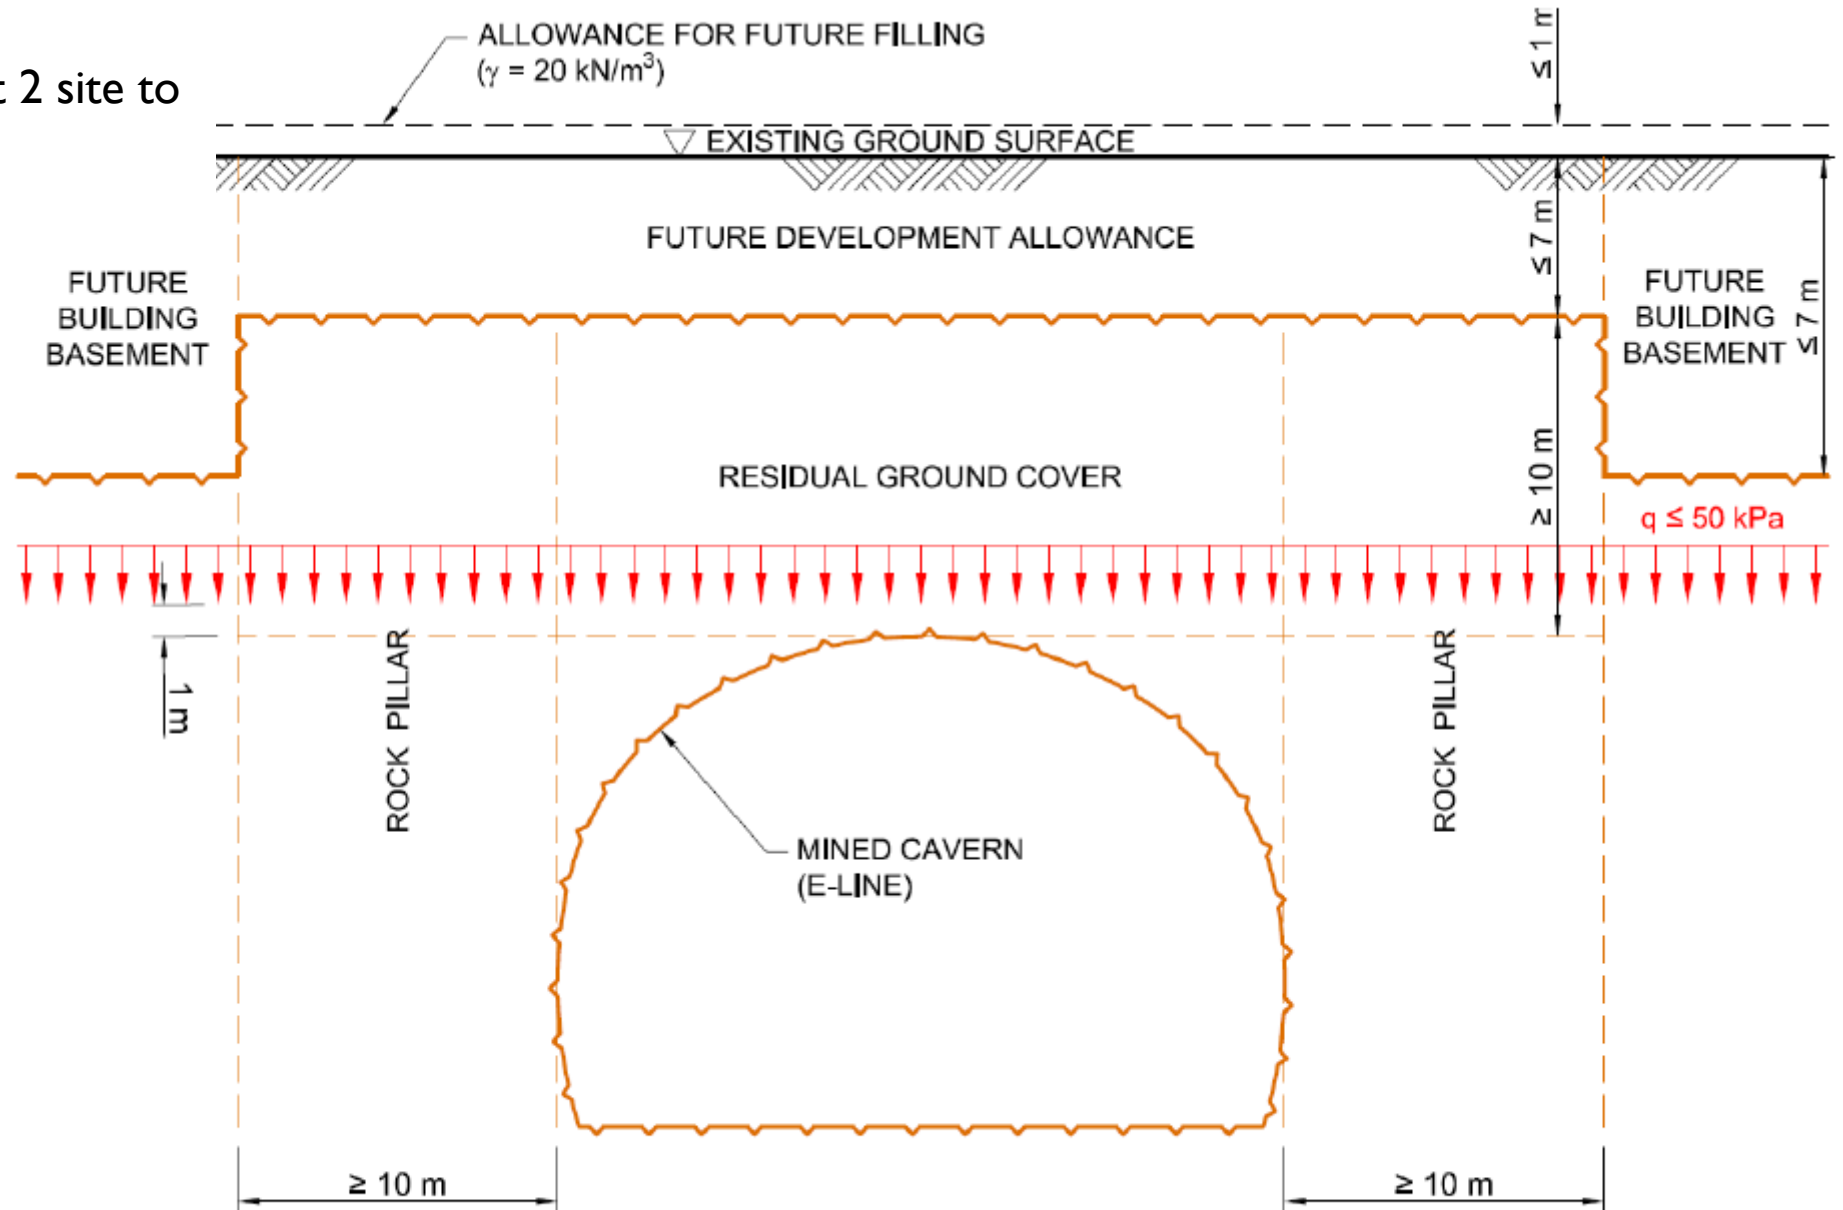 t 2 site to
ALLOWANCE FOR FUTURE FILLING
(γ = 20 kN/m³)
≤ 1 m
EXISTING GROUND SURFACE
FUTURE DEVELOPMENT ALLOWANCE
≤ 7 m
FUTURE
BUILDING
BASEMENT
FUTURE
BUILDING
BASEMENT
≤ 7 m
RESIDUAL GROUND COVER
≥ 10 m
q ≤ 50 kPa
1 m
ROCK PILLAR
ROCK PILLAR
MINED CAVERN
(E-LINE)
≥ 10 m
≥ 10 m